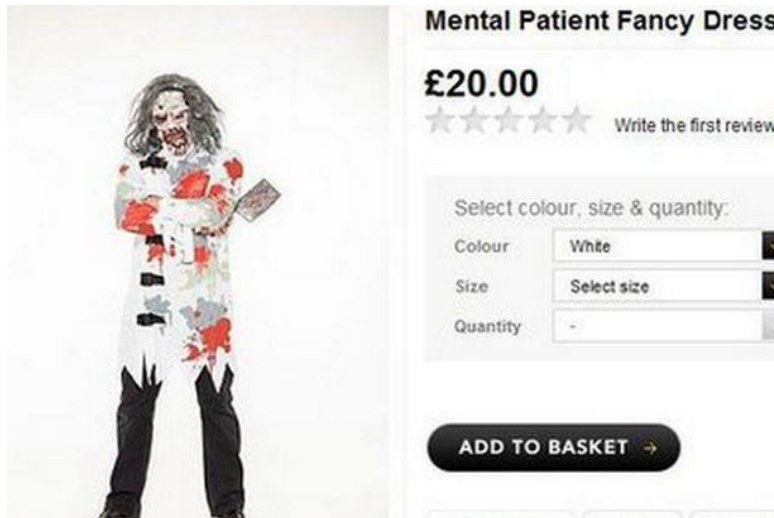 Mental Patient Fancy Dress
£20.00
Write the first review
Select colour, size & quantity:
Colour White
Size Select size
Quantity -
ADD TO BASKET →